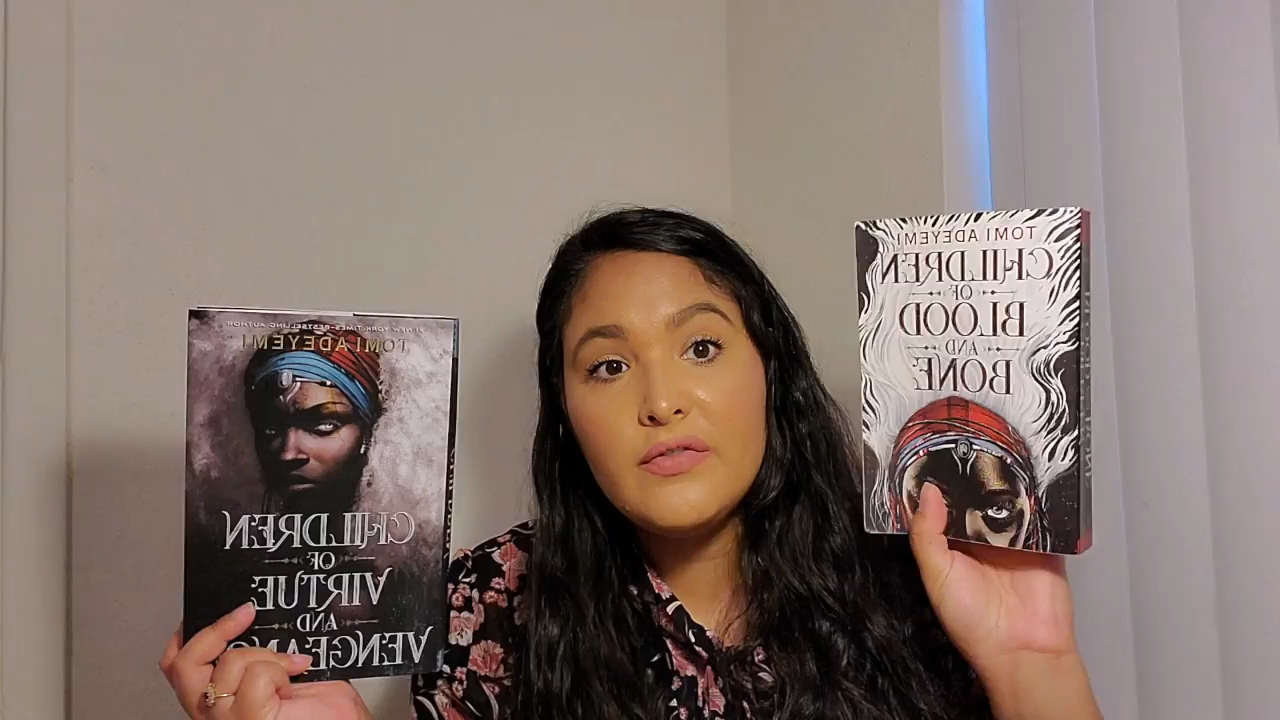 #1 NEW YORK TIMES-BESTSELLING AUTHOR
TOMI ADEYEMI
CHILDREN
OF
VIRTUE
AND
TOMI ADEYEMI
CHILDREN
OF
BLOOD
AND
BONE